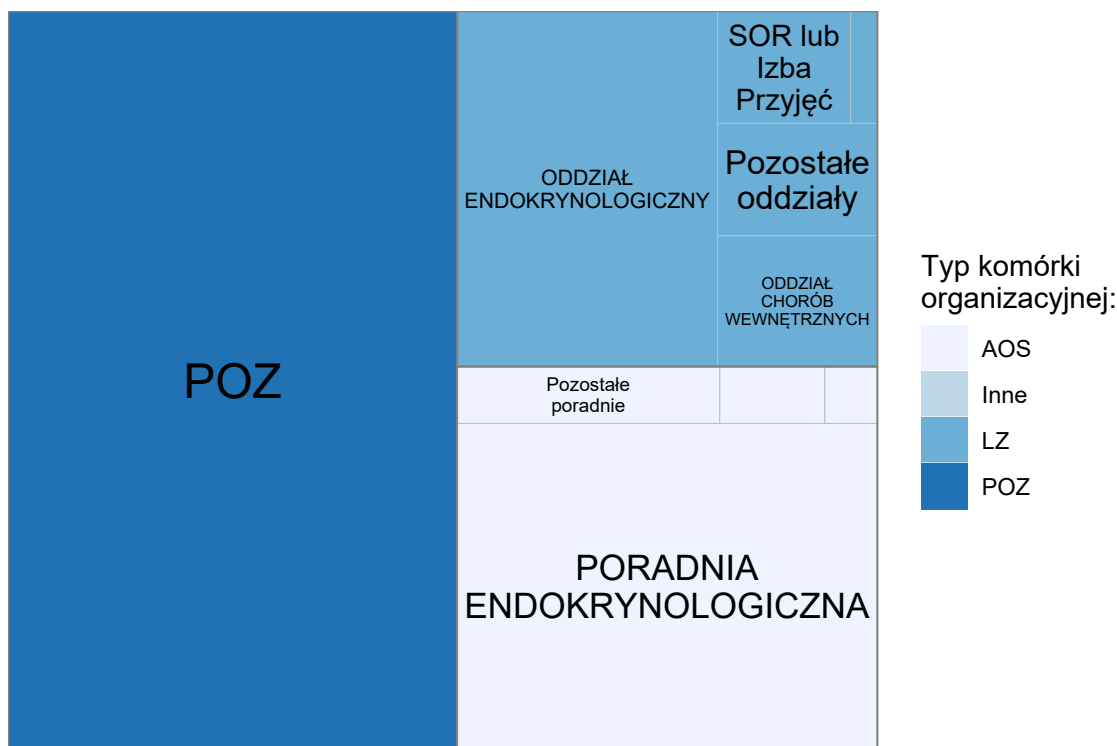 POZ
ODDZIAŁ
ENDOKRYNOLOGICZNY
SOR lub
Izba
Przyjęć
Pozostałe
oddziały
ODDZIAŁ
CHORÓB
WEWNĘTRZNYCH
Pozostałe
poradnie
PORADNIA
ENDOKRYNOLOGICZNA
Typ komórki
organizacyjnej:
AOS
Inne
LZ
POZ